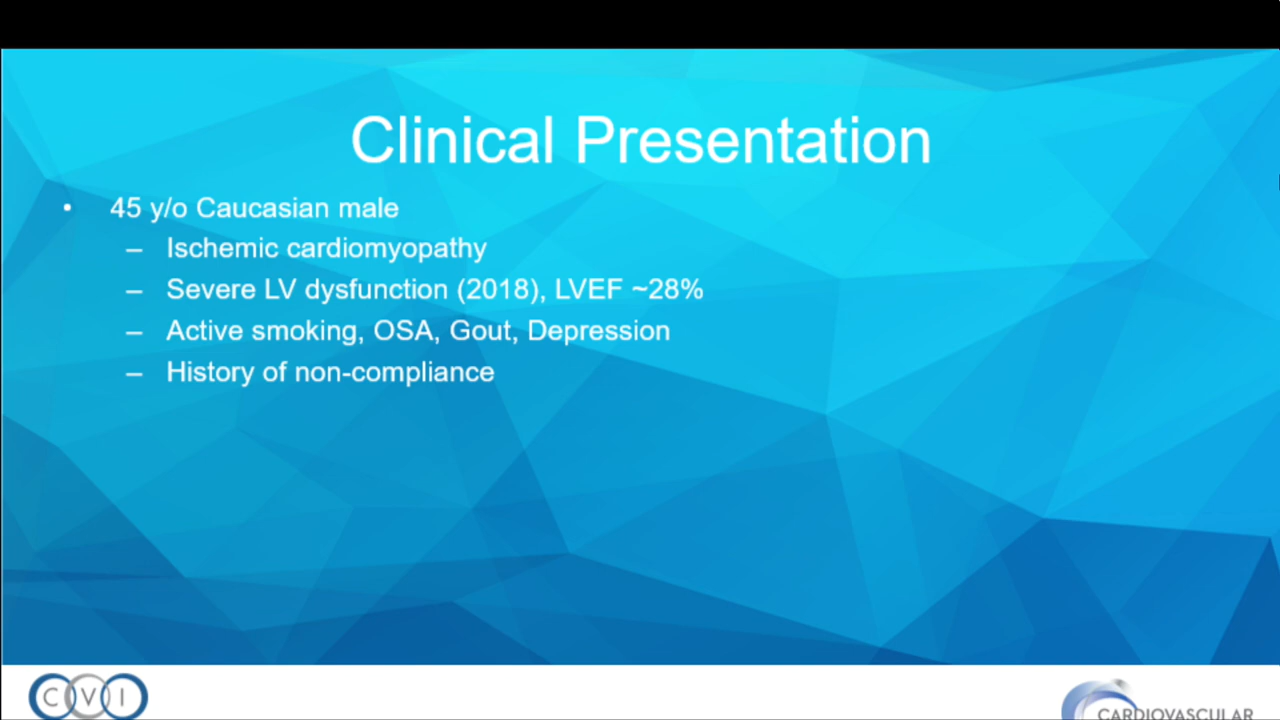 Clinical Presentation
• 45 y/o Caucasian male
– Ischemic cardiomyopathy
– Severe LV dysfunction (2018), LVEF ~28%
– Active smoking, OSA, Gout, Depression
– History of non-compliance
CVI
CARDIOVASCULAR